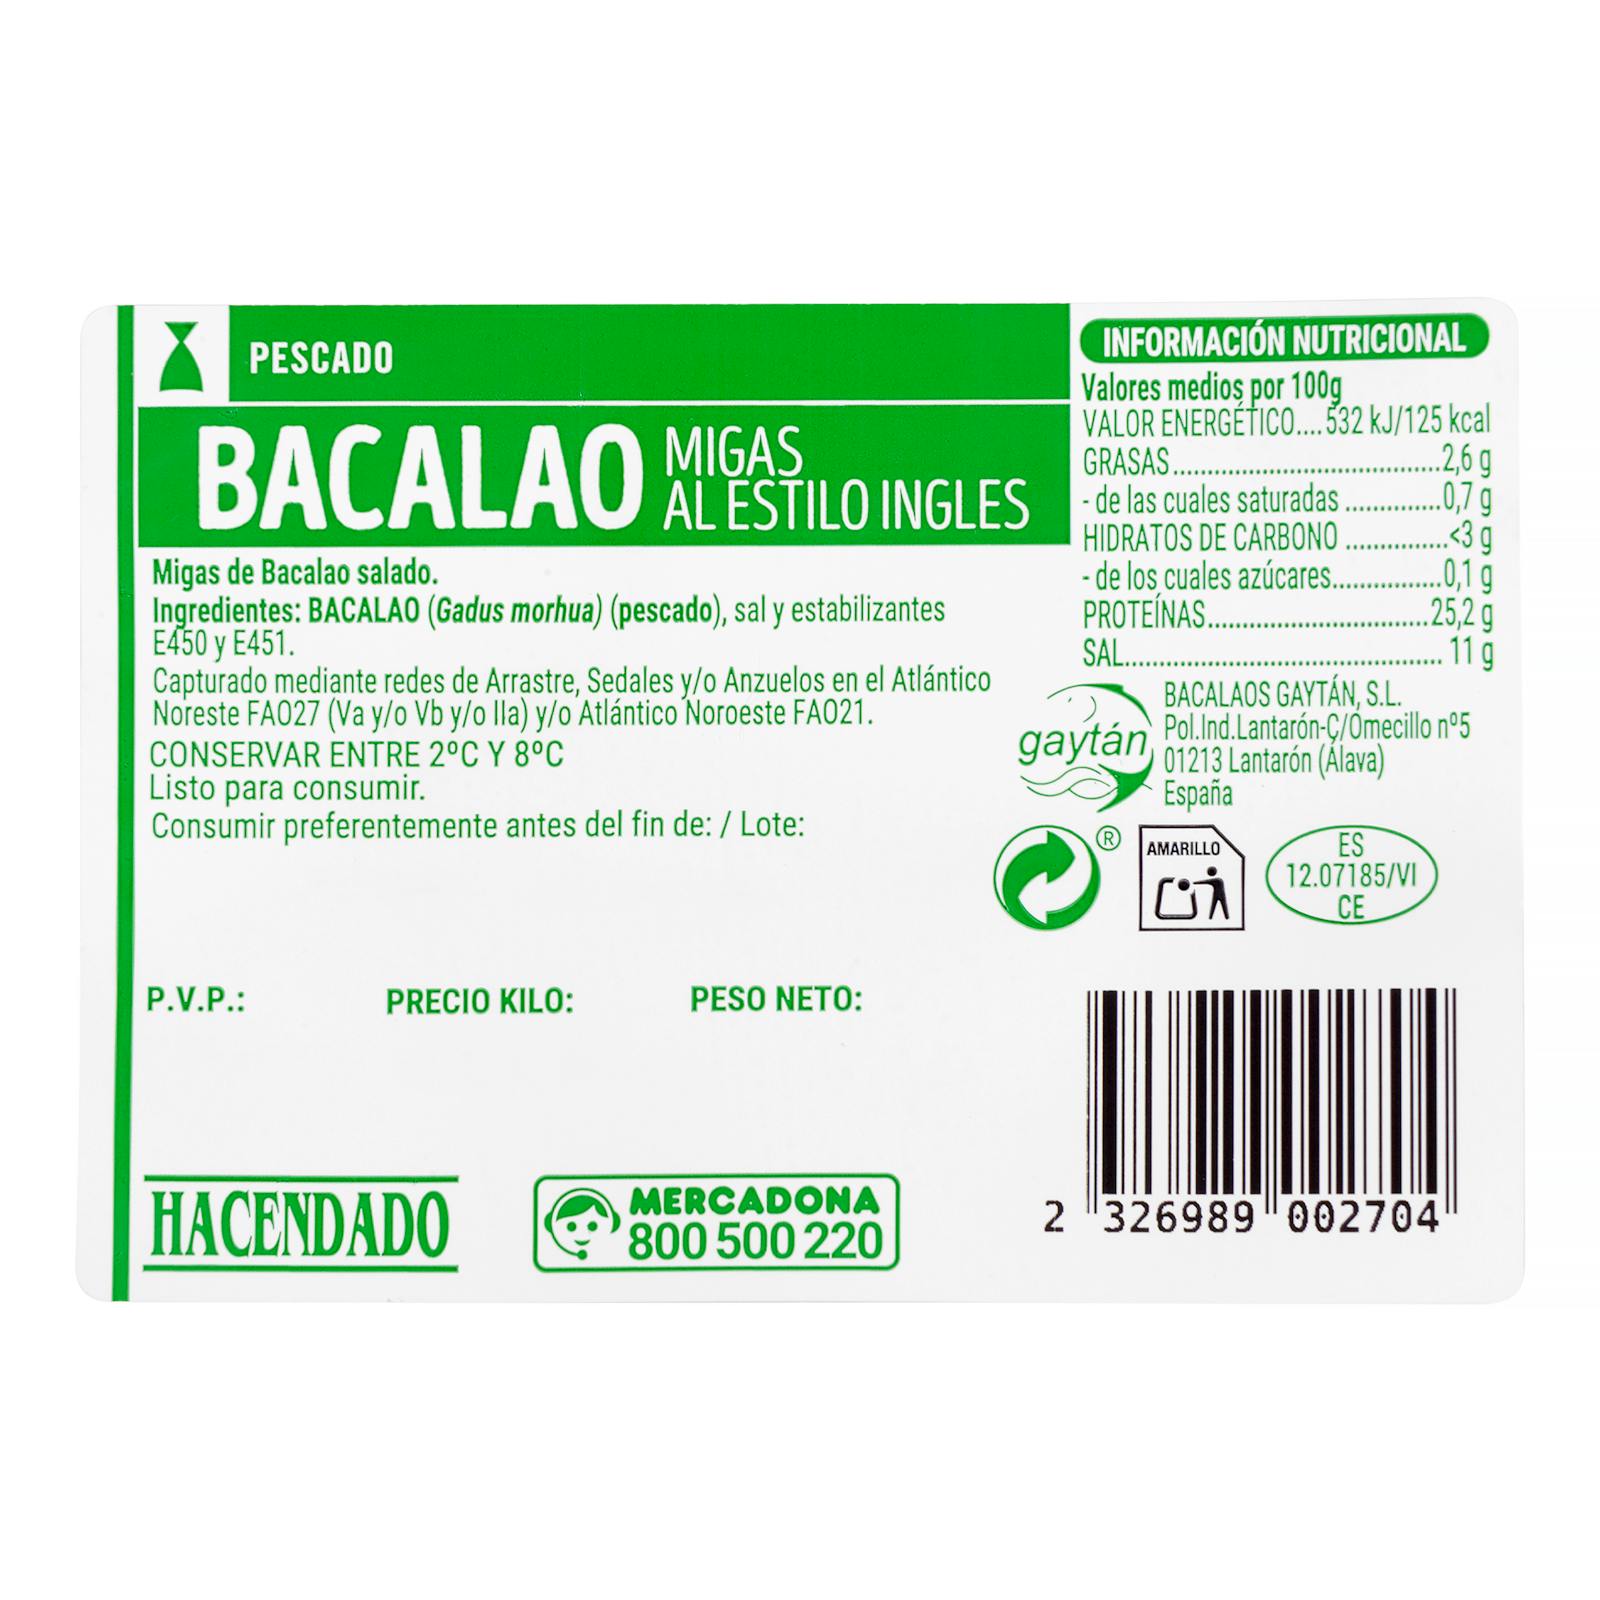 PESCADO
BACALAO MIGAS
AL ESTILO INGLES
Migas de Bacalao salado.
Ingredientes: BACALAO (Gadus morhua) (pescado), sal y estabilizantes
E450 y E451.
Capturado mediante redes de Arrastre, Sedales y/o Anzuelos en el Atlántico
Noreste FAO27 (Va y/o Vb y/o IIa) y/o Atlántico Noroeste FAO21.
CONSERVAR ENTRE 2ºC Y 8ºC
Listo para consumir.
Consumir preferentemente antes del fin de: / Lote:
INFORMACIÓN NUTRICIONAL
Valores medios por 100g
VALOR ENERGÉTICO....532 kJ/125 kcal
GRASAS.......................................2,6 g
- de las cuales saturadas ..............0,7 g
HIDRATOS DE CARBONO ...............<3 g
- de los cuales azúcares................0,1 g
PROTEÍNAS................................25,2 g
SAL.............................................. 11 g
gaytán
BACALAOS GAYTÁN, S.L.
Pol.Ind.Lantarón-C/Omecillo nº5
01213 Lantarón (Álava)
España
®
AMARILLO
ES
12.07185/VI
CE
P.V.P.: PRECIO KILO: PESO NETO:
HACENDADO
MERCADONA
800 500 220
2 326989 002704